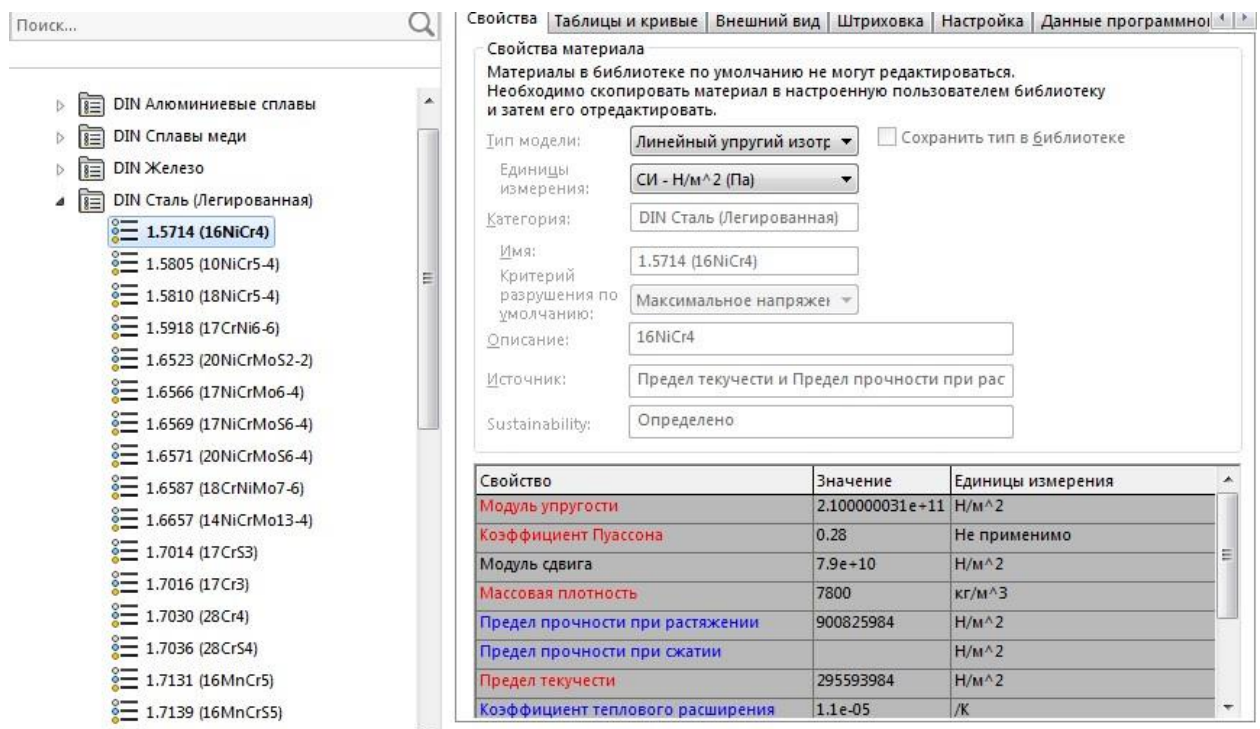 Поиск...
DIN Алюминиевые сплавы
DIN Сплавы меди
DIN Железо
DIN Сталь (Легированная)
1.5714 (16NiCr4)
1.5805 (10NiCr5-4)
1.5810 (18NiCr5-4)
1.5918 (17CrNi6-6)
1.6523 (20NiCrMoS2-2)
1.6566 (17NiCrMo6-4)
1.6569 (17NiCrMoS6-4)
1.6571 (20NiCrMoS6-4)
1.6587 (18CrNiMo7-6)
1.6657 (14NiCrMo13-4)
1.7014 (17CrS3)
1.7016 (17Cr3)
1.7030 (28Cr4)
1.7036 (28CrS4)
1.7131 (16MnCr5)
1.7139 (16MnCrS5)
Свойства Таблицы и кривые Внешний вид Штриховка Настройка Данные программног
Свойства материала
Материалы в библиотеке по умолчанию не могут редактироваться.
Необходимо скопировать материал в настроенную пользователем библиотеку
и затем его отредактировать.
Тип модели: Линейный упругий изотр Сохранить тип в библиотеке
Единицы измерения: СИ - Н/м^2 (Па)
Категория: DIN Сталь (Легированная)
Имя: 1.5714 (16NiCr4)
Критерий разрушения по умолчанию: Максимальное напряжен
Описание: 16NiCr4
Источник: Предел текучести и Предел прочности при рас
Sustainability: Определено
Свойство Значение Единицы измерения
Модуль упругости 2.100000031e+11 Н/м^2
Коэффициент Пуассона 0.28 Не применимо
Модуль сдвига 7.9e+10 Н/м^2
Массовая плотность 7800 кг/м^3
Предел прочности при растяжении 900825984 Н/м^2
Предел прочности при сжатии Н/м^2
Предел текучести 295593984 Н/м^2
Коэффициент теплового расширения 1.1e-05 /K